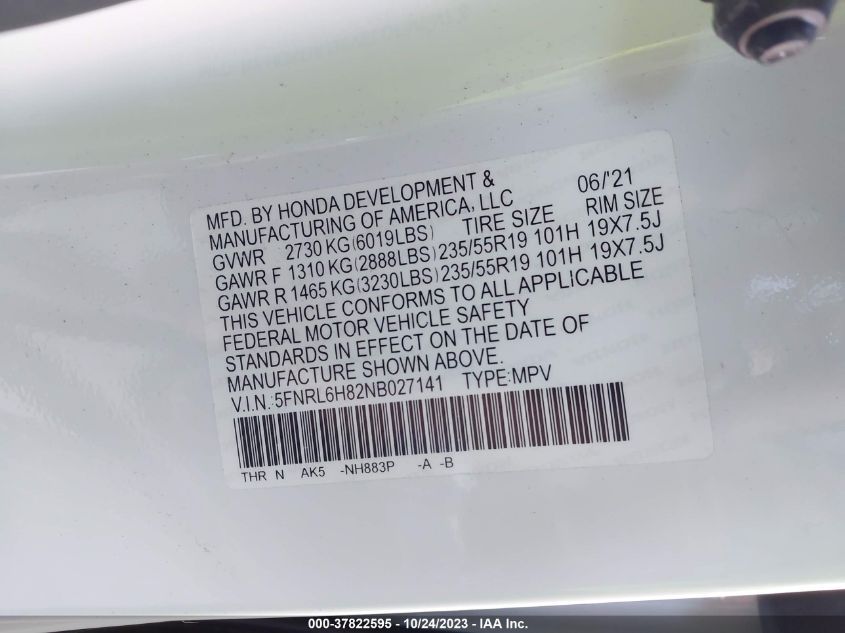 MFD. BY HONDA DEVELOPMENT & 06/'21
MANUFACTURING OF AMERICA, LLC RIM SIZE
GVWR 2730 KG(6019LBS) TIRE SIZE
GAWR F 1310 KG(2888LBS)235/55R19 101H 19X7.5J
GAWR R 1465 KG(3230LBS)235/55R19 101H 19X7.5J
THIS VEHICLE CONFORMS TO ALL APPLICABLE
FEDERAL MOTOR VEHICLE SAFETY
STANDARDS IN EFFECT ON THE DATE OF
MANUFACTURE SHOWN ABOVE.
V.I.N.:5FNRL6H82NB027141 TYPE:MPV
THR N AK5 -NH883P -A -B
000-37822595 - 10/24/2023 - IAA Inc.